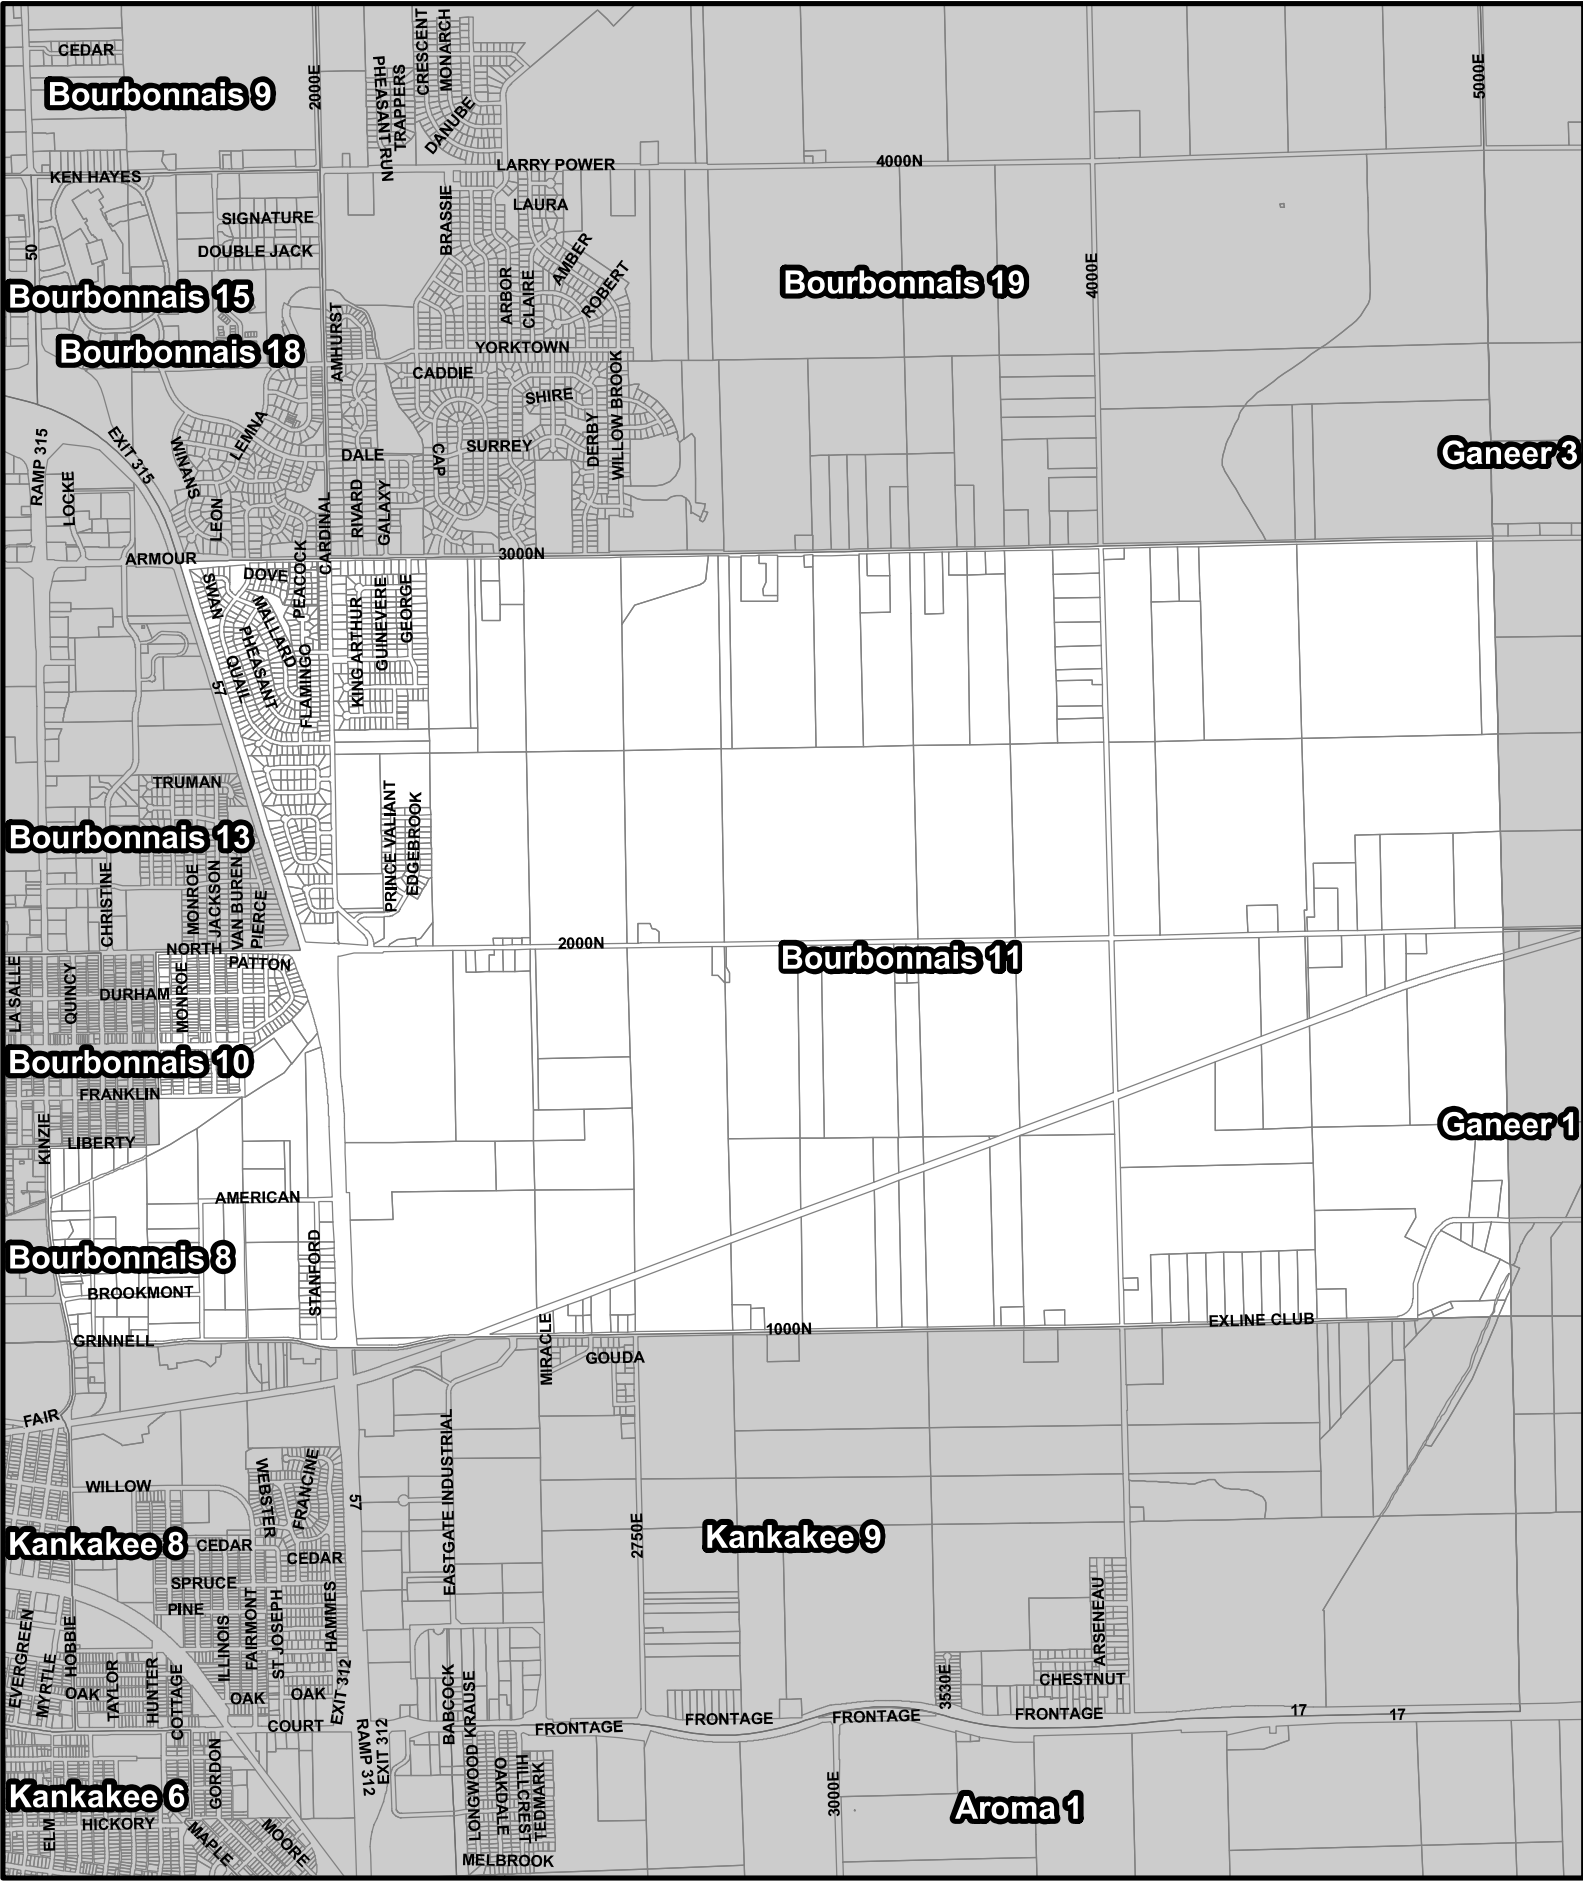 CEDAR
Bourbonnais 9
2000E
PHEASANT RUN
TRAPPERS
CRESCENT
MONARCH
DANUBE
5000E
KEN HAYES
LARRY POWER
4000N
SIGNATURE
DOUBLE JACK
BRASSIE
LAURA
AMBER
ROBERT
ARBOR
CLAIRE
50
4000E
Bourbonnais 15
Bourbonnais 19
Bourbonnais 18
AMHURST
YORKTOWN
CADDIE
SHIRE
WILLOW BROOK
DERBY
SURREY
CAP
DALE
LEMNA
WINANS
EXIT 315
RAMP 315
LOCKE
LEON
CARDINAL
RIVARD
GALAXY
Ganeer 3
ARMOUR
3000N
PEACOCK
DOVE
SWAN
MALLARD
PHEASANT
QUAIL
FLAMINGO
KING ARTHUR
GUINEVERE
GEORGE
57
TRUMAN
PRINCE VALIANT
EDGEBROOK
Bourbonnais 13
CHRISTINE
MONROE
JACKSON
VAN BUREN
PIERCE
NORTH
2000N
PATTON
Bourbonnais 11
LA SALLE
QUINCY
DURHAM
MONROE
Bourbonnais 10
FRANKLIN
KINZIE
LIBERTY
Ganeer 1
AMERICAN
STANFORD
Bourbonnais 8
BROOKMONT
GRINNELL
1000N
EXLINE CLUB
MIRACLE
GOUDA
FAIR
EASTGATE INDUSTRIAL
WILLOW
WEBSTER
FRANCINE
57
2750E
Kankakee 8
CEDAR
CEDAR
Kankakee 9
SPRUCE
PINE
EVERGREEN
MYRTLE
HOBBIE
OAK
TAYLOR
HUNTER
COTTAGE
ILLINOIS
FAIRMONT
ST JOSEPH
HAMMES
OAK
OAK
EXIT 312
COURT
RAMP 312
EXIT 312
BABCOCK
KRAUSE
LONGWOOD
ARSENEAU
CHESTNUT
3530E
FRONTAGE
FRONTAGE
FRONTAGE
FRONTAGE
17
17
GORDON
OAKDALE
HILLCREST
TEDMARK
3000E
Kankakee 6
Aroma 1
ELM
HICKORY
MAPLE
MOORE
MELBROOK